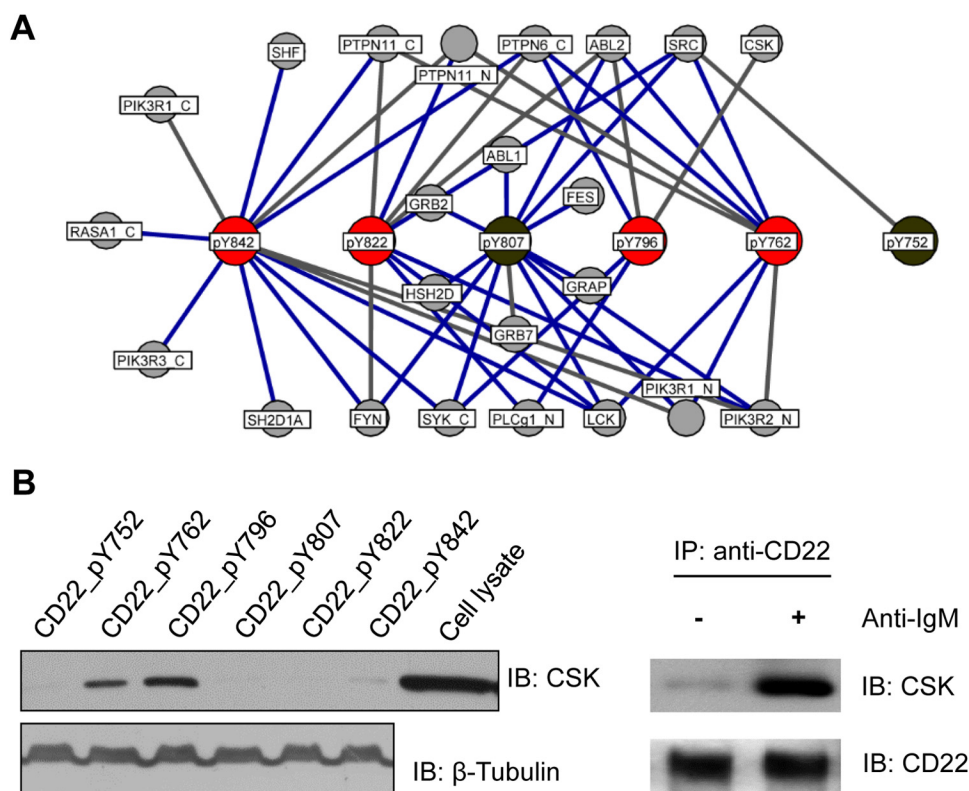 A
SHF
PTPN11_C
PTPN11_N
PTPN6_C
ABL2
SRC
CSK
PIK3R1_C
ABL1
GRB2
FES
RASA1_C
pY842
pY822
pY807
pY796
pY762
pY752
HSH2D
GRAP
GRB7
PIK3R3_C
PIK3R1_N
SH2D1A
FYN
SYK_C
PLCg1_N
LCK
PIK3R2_N
B
CD22_pY752
CD22_pY762
CD22_pY796
CD22_pY807
CD22_pY822
CD22_pY842
Cell lysate
IB: CSK
IB: β-Tubulin
IP: anti-CD22
- + Anti-IgM
IB: CSK
IB: CD22